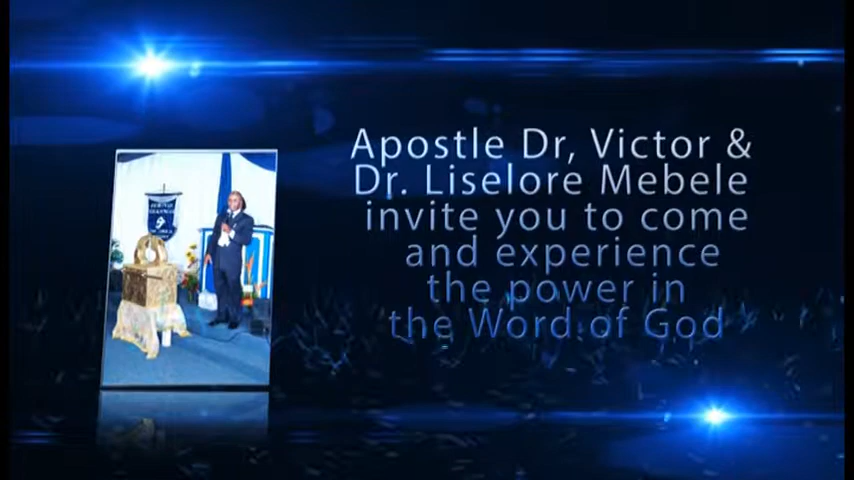 Apostle Dr, Victor &
Dr. Liselore Mebele
invite you to come
and experience
the power in
the Word of God